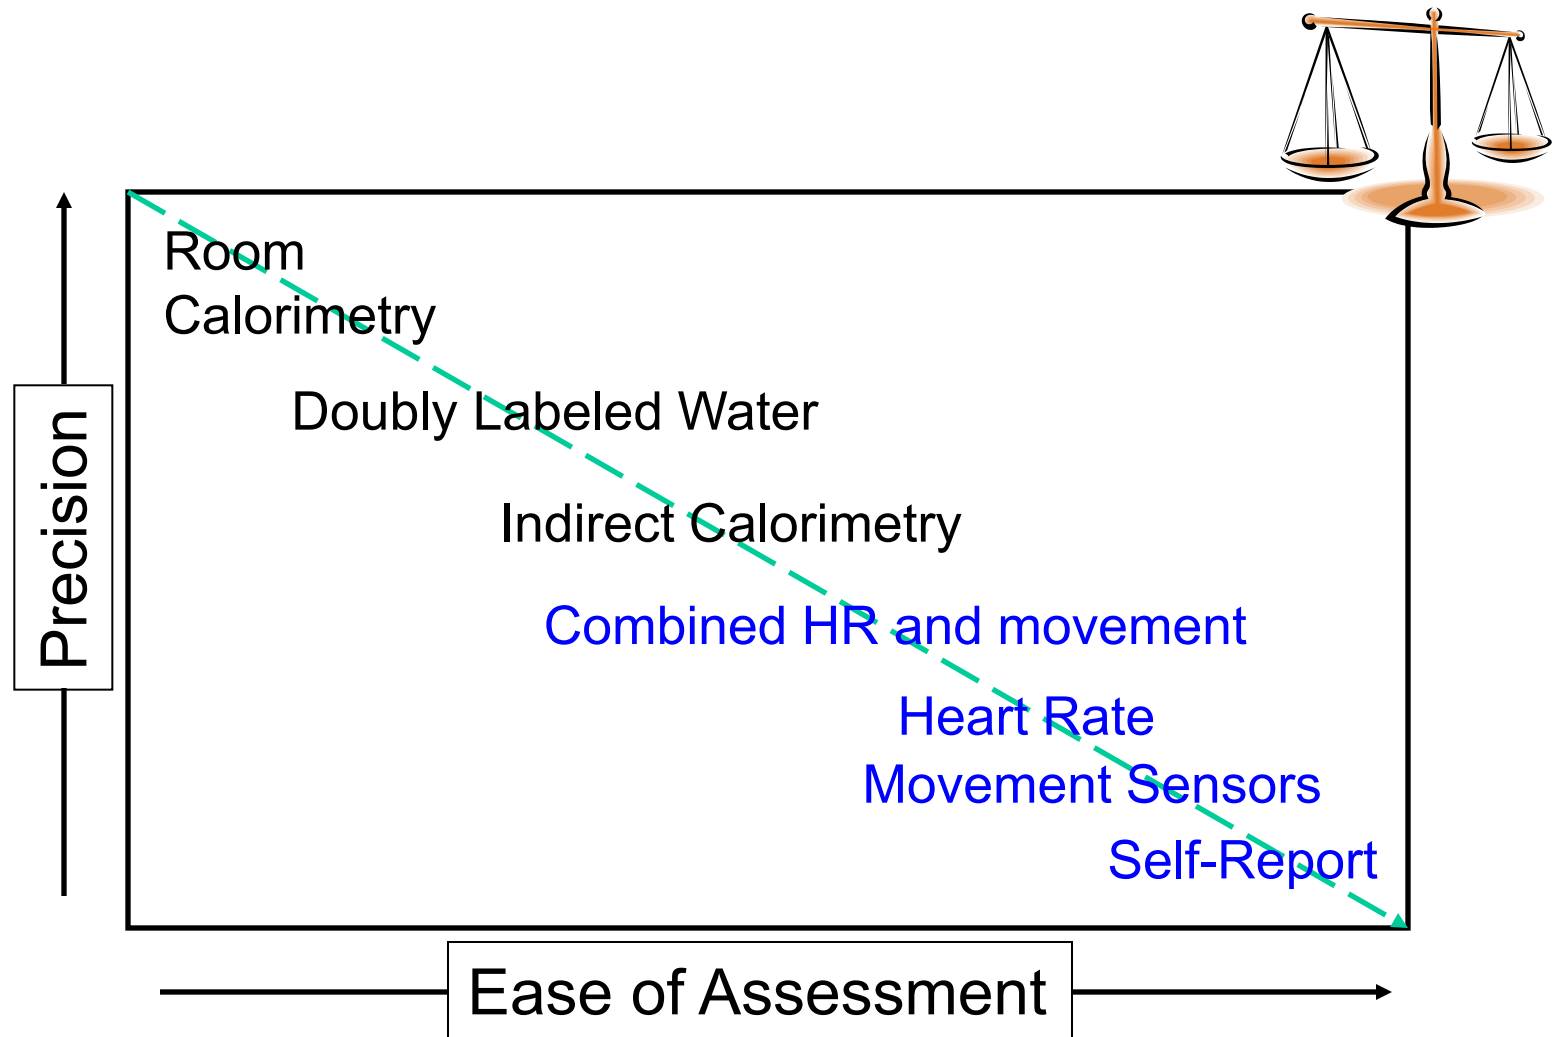 Room
Calorimetry
Doubly Labeled Water
Indirect Calorimetry
Combined HR and movement
Heart Rate
Movement Sensors
Self-Report
Precision
Ease of Assessment